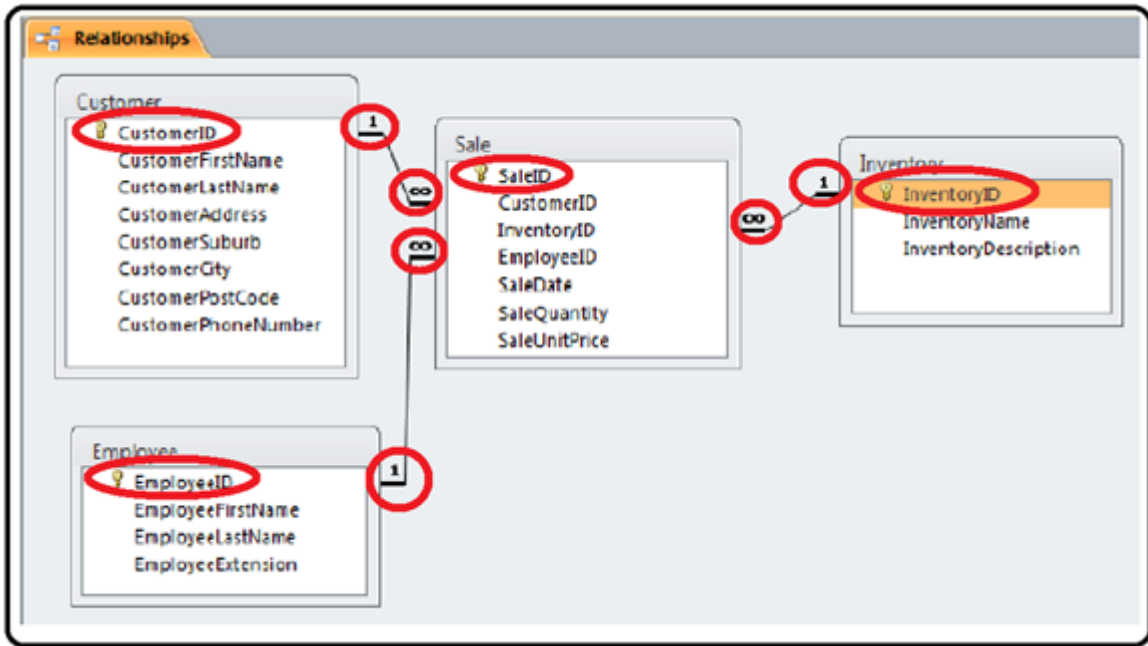 Relationships
Customer
CustomerID
CustomerFirstName
CustomerLastName
CustomerAddress
CustomerSuburb
CustomerCity
CustomerPostCode
CustomerPhoneNumber
1
∞
∞
Sale
SaleID
CustomerID
InventoryID
EmployeeID
SaleDate
SaleQuantity
SaleUnitPrice
∞
1
Inventory
InventoryID
InventoryName
InventoryDescription
Employee
EmployeeID
EmployeeFirstName
EmployeeLastName
EmployeeExtension
1